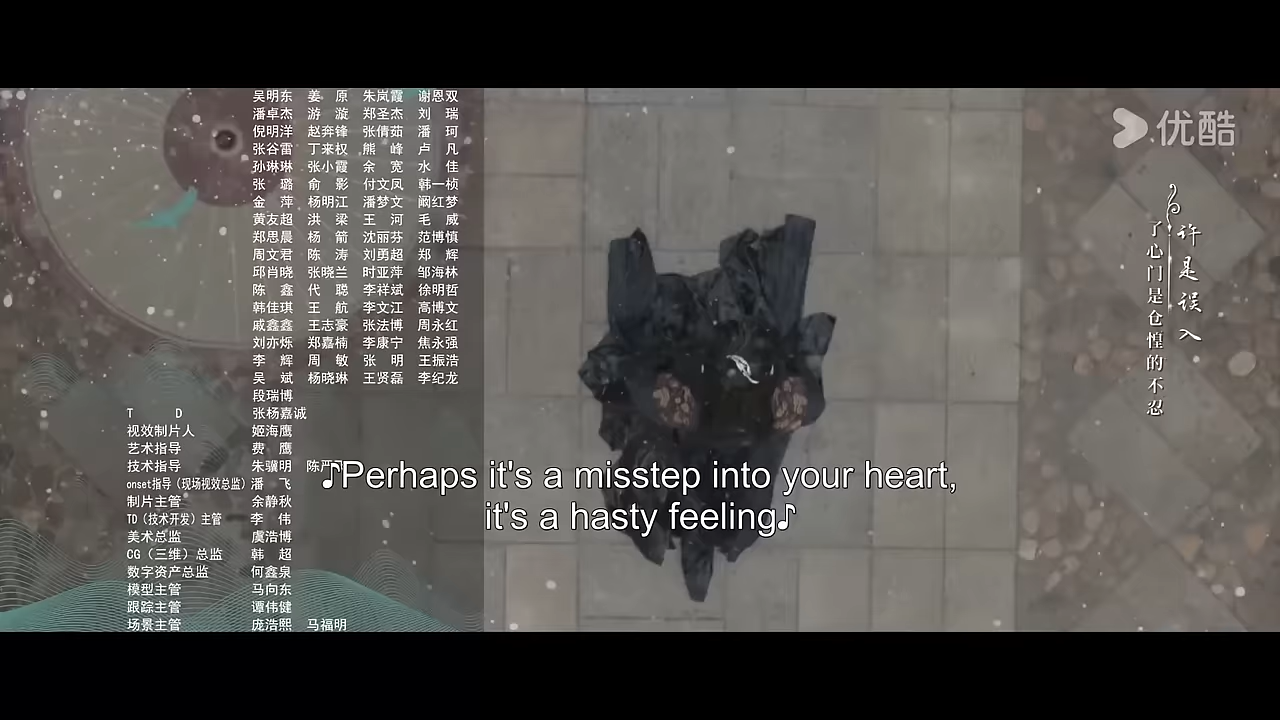 吴明东 姜 原 朱岚霞 谢恩双
潘卓杰 游 漩 郑圣杰 刘 瑞
倪明洋 赵奔锋 张倩茹 潘 珂
张谷雷 丁来权 熊 峰 卢 凡
孙琳琳 张小霞 余 宽 水 佳
张 璐 俞 影 付文凤 韩一桢
金 萍 杨明江 潘梦文 阚红梦
黄友超 洪 梁 王 河 毛 威
郑思晨 杨 箭 沈丽芬 范博慎
周文君 陈 涛 刘勇超 郑 辉
邱肖晓 张晓兰 时亚萍 邹海林
陈 鑫 代 聪 李祥斌 徐明哲
韩佳琪 王 航 李文江 高博文
戚鑫鑫 王志豪 张法博 周永红
刘亦烁 郑嘉楠 李康宁 焦永强
李 辉 周 敏 张 明 王振浩
吴 斌 杨晓琳 王贤磊 李纪龙
段瑞博
T D 张杨嘉诚
视效制片人 姬海鹰
艺术指导 费 鹰
技术指导 朱骥明
onset指导（现场视效总监） 潘 飞
制片主管 余静秋
TD（技术开发）主管 李 伟
美术总监 虞浩博
CG（三维）总监 韩 超
数字资产总监 何鑫泉
模型主管 马向东
跟踪主管 谭伟健
场景主管 庞浩熙 马福明
♪Perhaps it's a misstep into your heart,
it's a hasty feeling♪
优酷
许是误入
了心门是仓惶的不忍